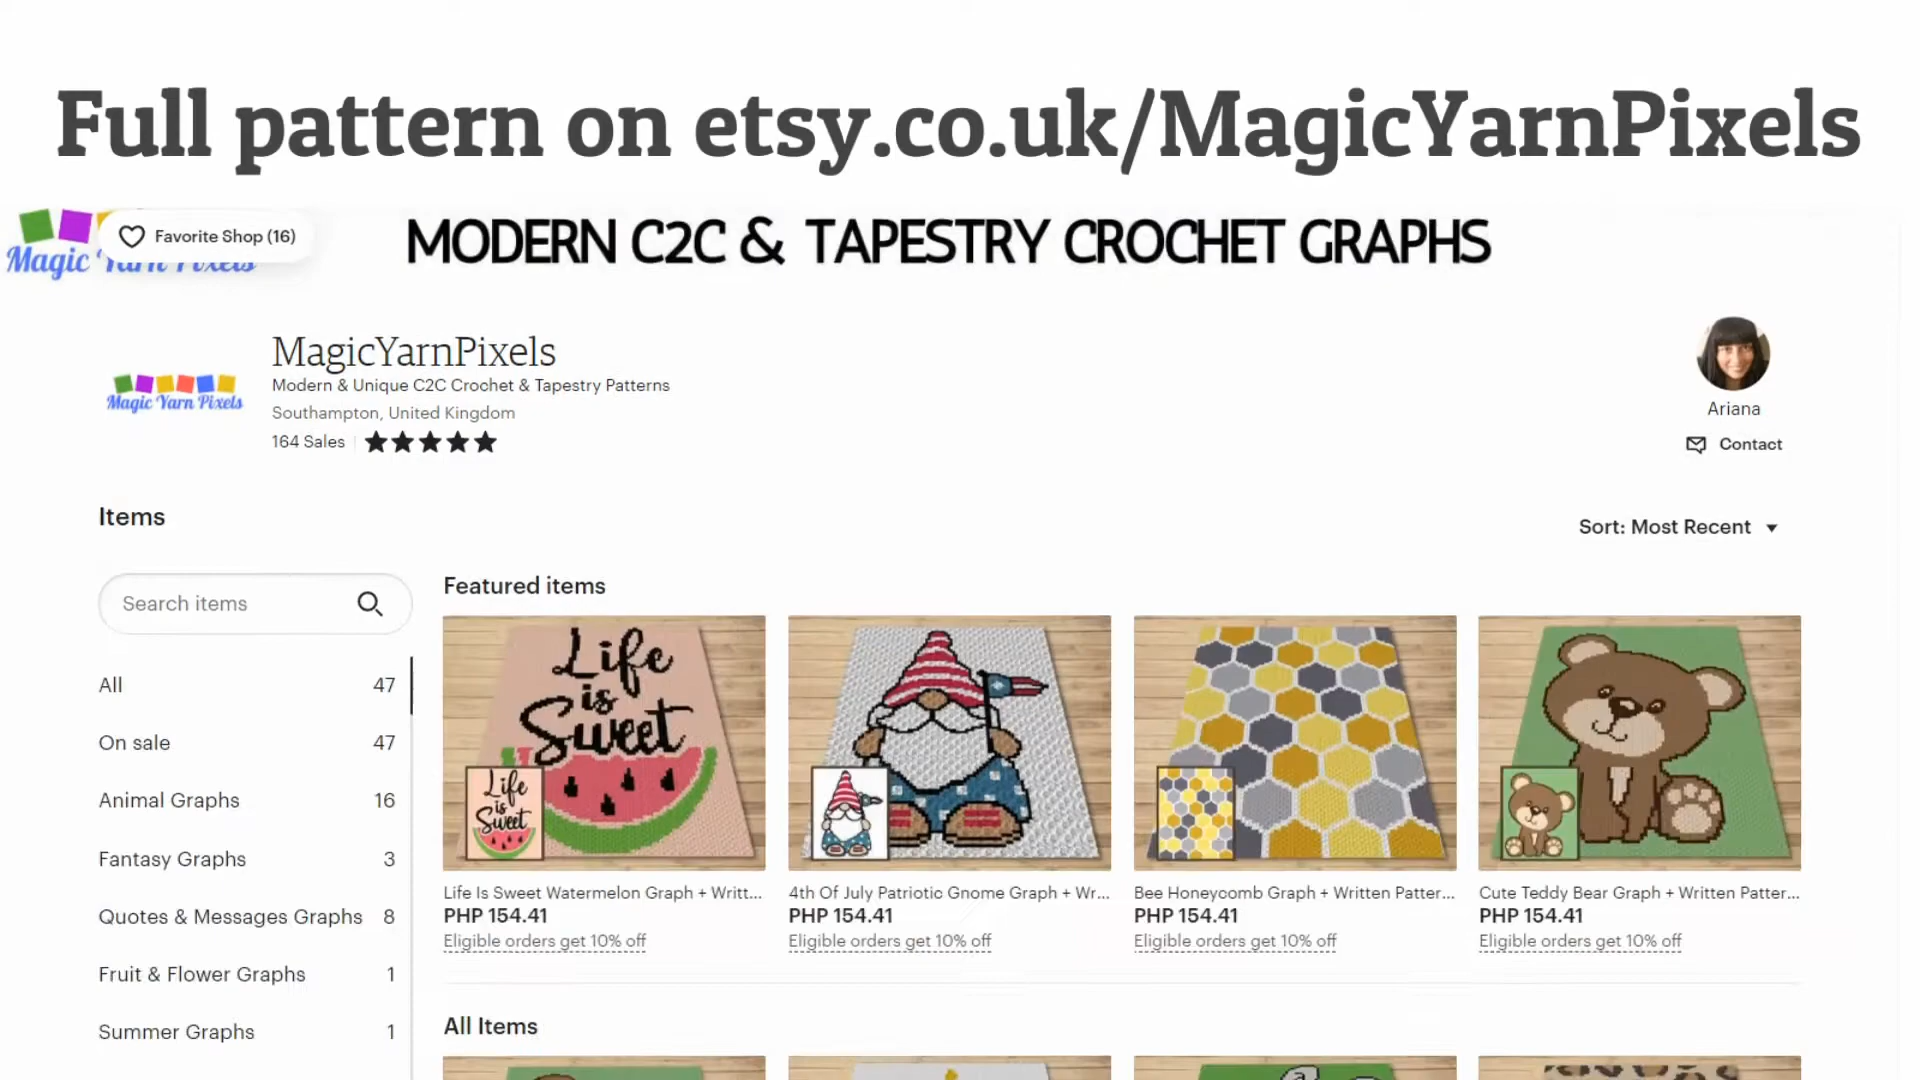 Full pattern on etsy.co.uk/MagicYarnPixels
MODERN C2C & TAPESTRY CROCHET GRAPHS
Favorite Shop (16)
Magic Yarn Pixels
MagicYarnPixels
Modern & Unique C2C Crochet & Tapestry Patterns
Southampton, United Kingdom
164 Sales
Magic Yarn Pixels
Ariana
Contact
Items
Sort: Most Recent
Search items
Featured items
All 47
On sale 47
Animal Graphs 16
Fantasy Graphs 3
Quotes & Messages Graphs 8
Fruit & Flower Graphs 1
Summer Graphs 1
Life
is
Sweet
Life
is
Sweet
Life Is Sweet Watermelon Graph + Writt...
PHP 154.41
Eligible orders get 10% off
4th Of July Patriotic Gnome Graph + Wr...
PHP 154.41
Eligible orders get 10% off
Bee Honeycomb Graph + Written Patter...
PHP 154.41
Eligible orders get 10% off
Cute Teddy Bear Graph + Written Patter...
PHP 154.41
Eligible orders get 10% off
All Items